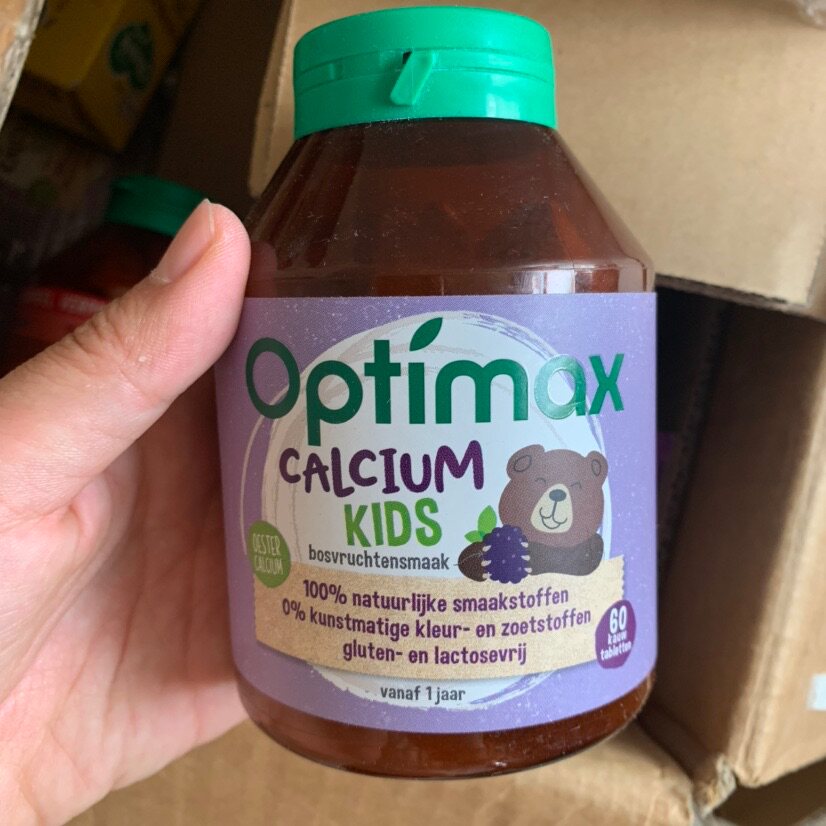 Optimax
CALCIUM
KIDS
bosvruchtensmaak
OESTER
CALCIUM
100% natuurlijke smaakstoffen
0% kunstmatige kleur- en zoetstoffen
gluten- en lactosevrij
60
kauw
tabletten
vanaf 1 jaar